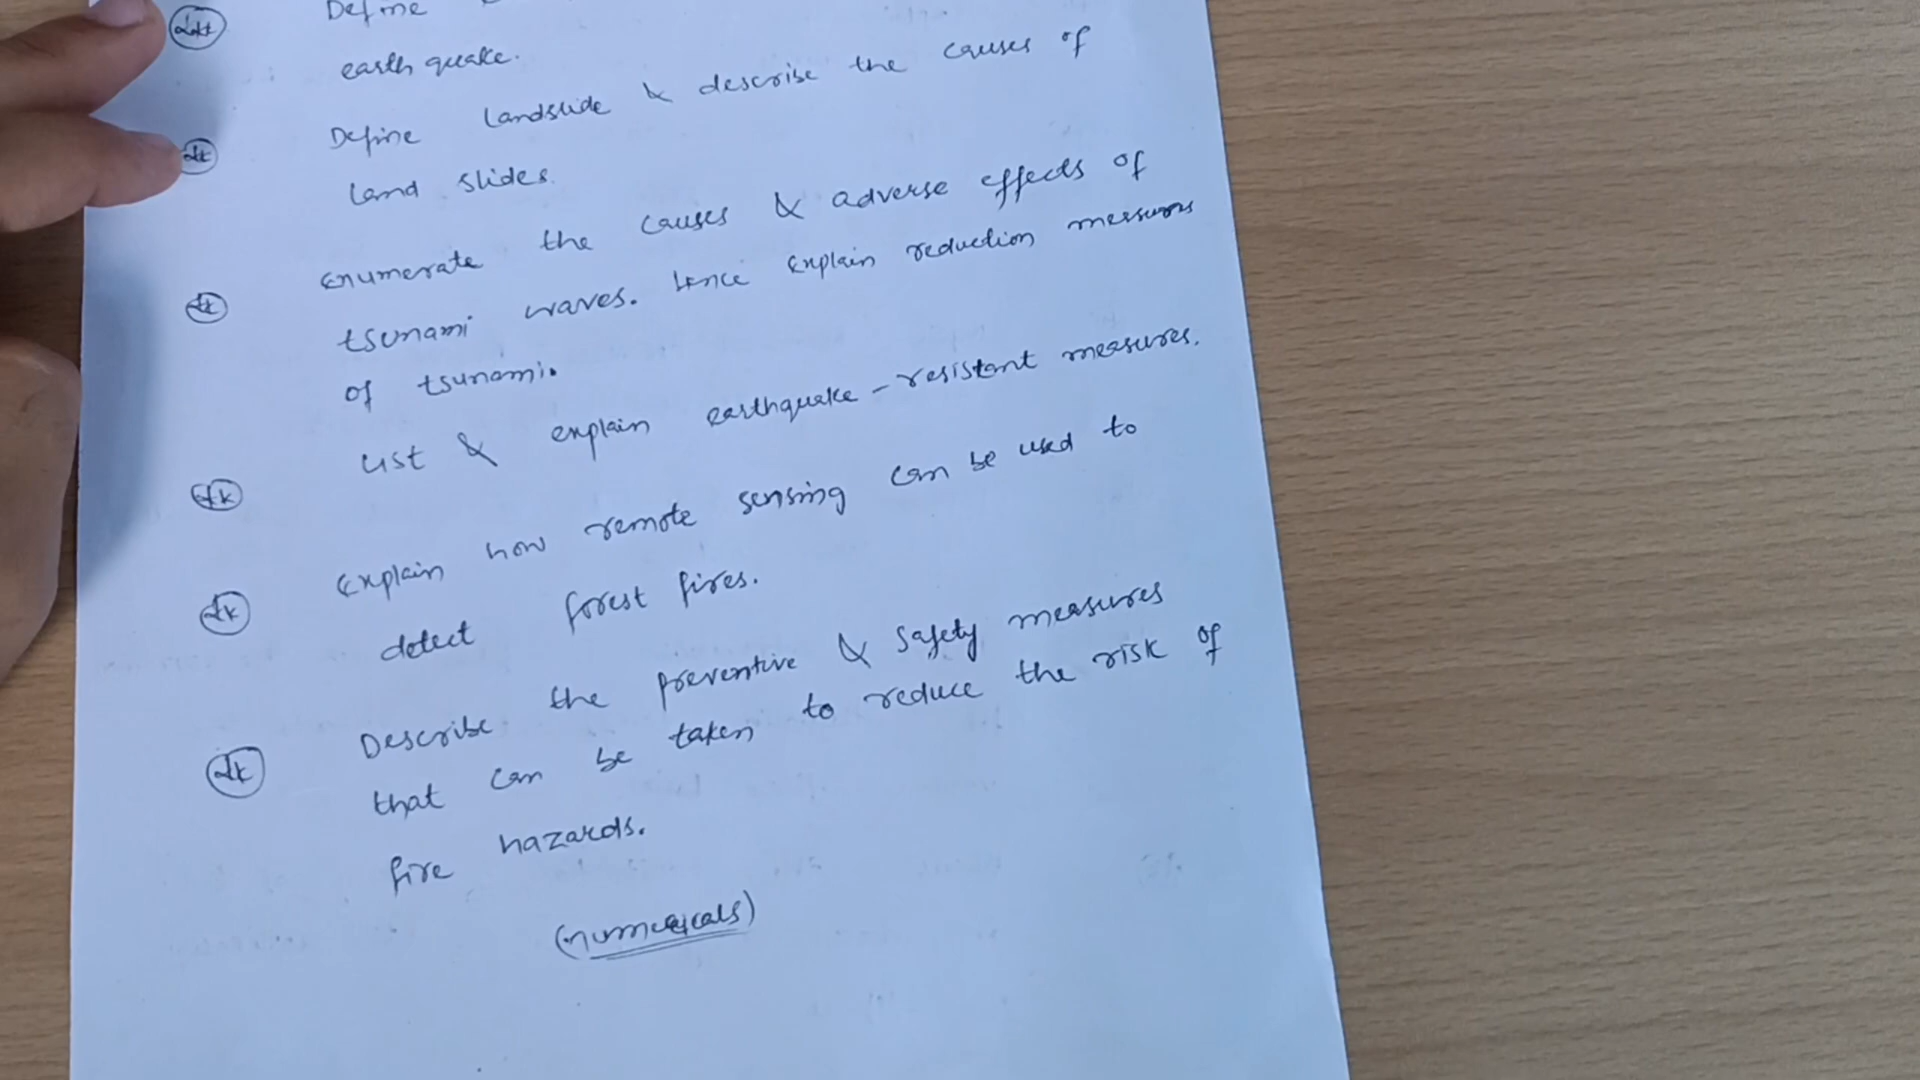 Define
earth quake.
Define Landslide & describe the causes of
land slides.
Enumerate the causes & adverse effects of
tsunami waves. Hence Explain reduction measures
of tsunami.
List & explain earthquake - resistant measures.
Explain how remote sensing can be used to
detect forest fires.
Describe the preventive & safety measures
that can be taken to reduce the risk of
fire hazards.
(numericals)